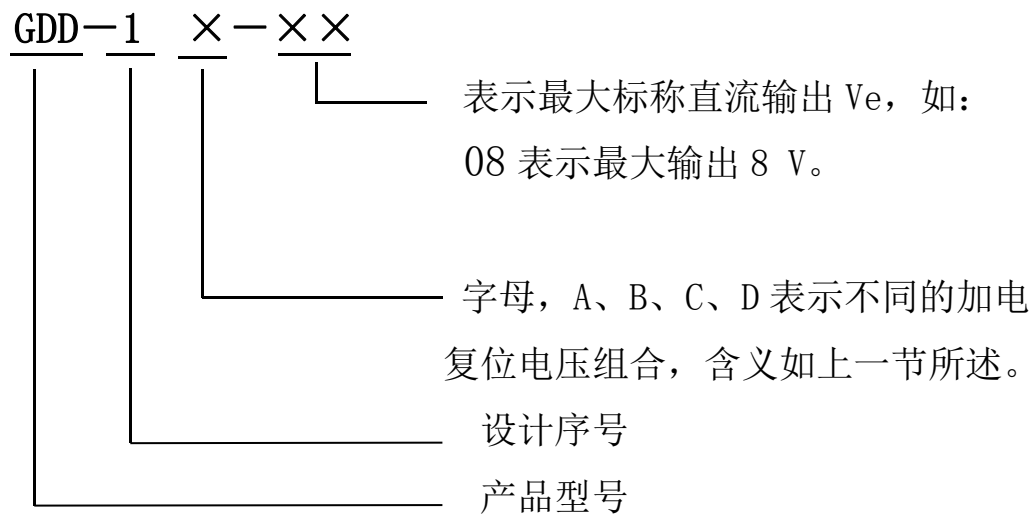 GDD－1 ×－××
表示最大标称直流输出 Ve，如：
08 表示最大输出 8 V。
字母，A、B、C、D 表示不同的加电
复位电压组合，含义如上一节所述。
设计序号
产品型号